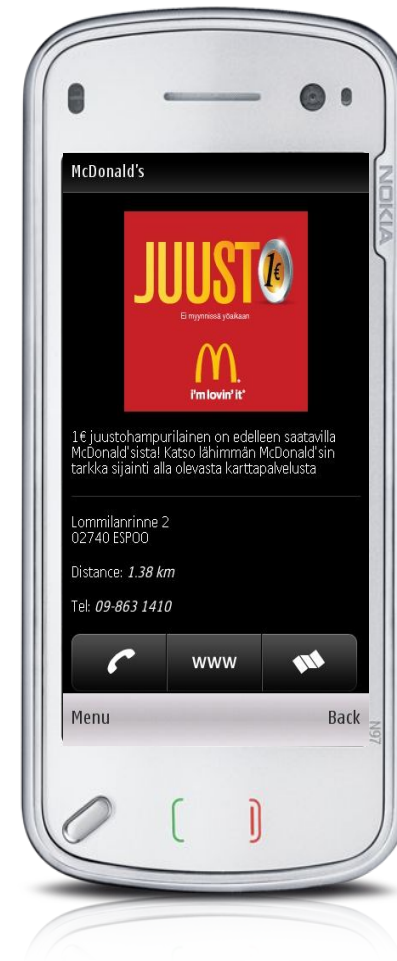 NOKIA
McDonald's
JUUSTO
1€
Ei myynnissä yöaikaan
i'm lovin' it
1€ juustohampurilainen on edelleen saatavilla
McDonald'sista! Katso lähimmän McDonald'sin
tarkka sijainti alla olevasta karttapalvelusta
Lommilanrinne 2
02740 ESPOO
Distance: 1.38 km
Tel: 09-863 1410
www
Menu
Back
N97